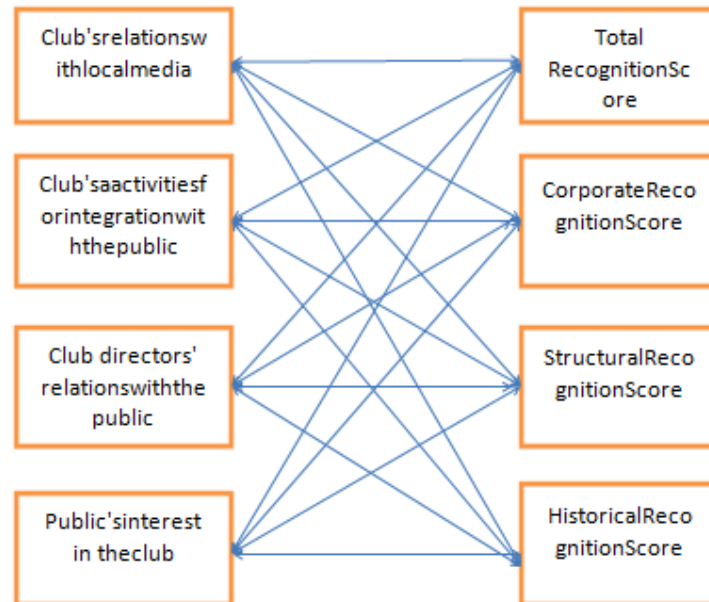 Club'srelationsw
ithlocalmedia
Total
RecognitionSc
ore
Club'saactivitiesf
orintegrationwit
hthepublic
CorporateReco
gnitionScore
Club directors'
relationswiththe
public
StructuralReco
gnitionScore
Public'sinterest
in theclub
HistoricalReco
gnitionScore